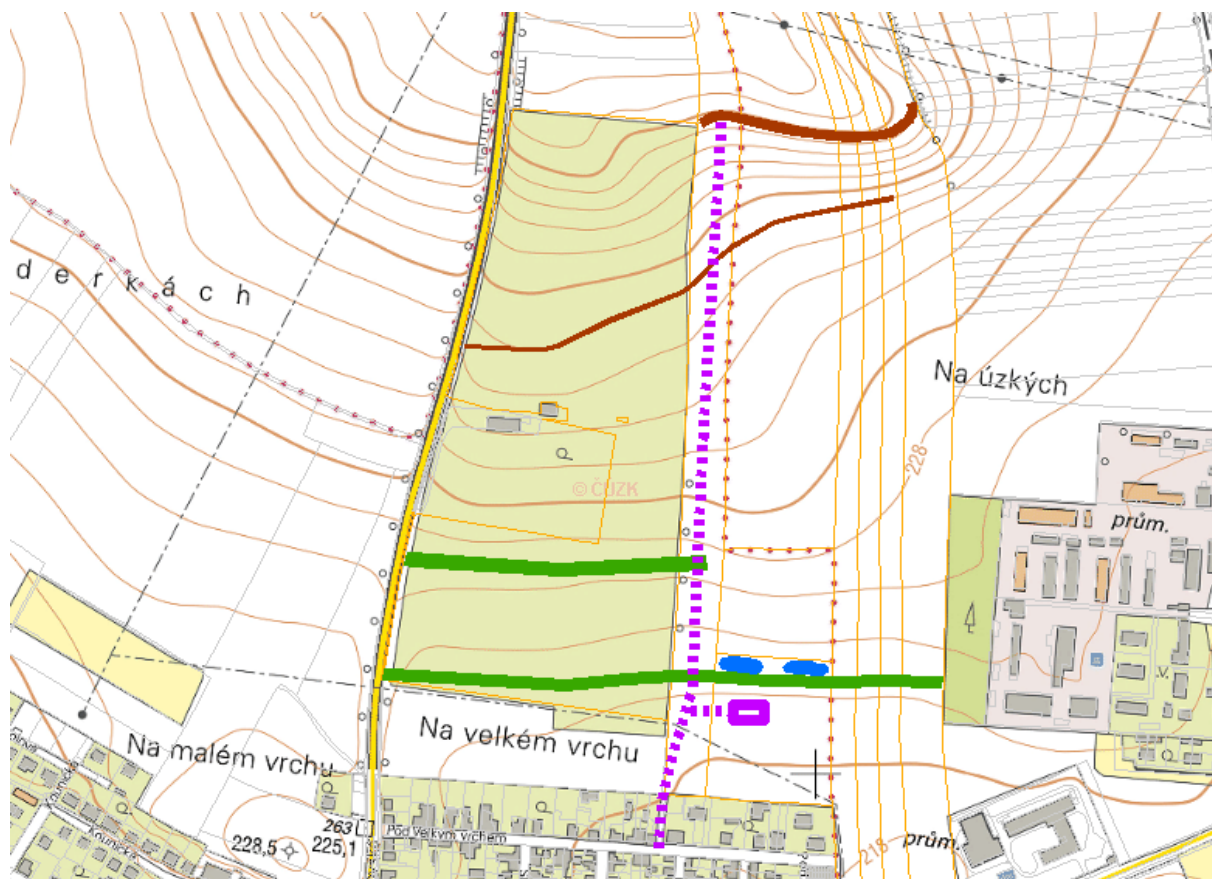 d e r k á c h
Na úzkých
228
© ČÚZK
prům.
Na velkém vrchu
Na malém vrchu
v.
263
228,5
225,1
Pod Velkým vrchem
Kounická
prům.
218